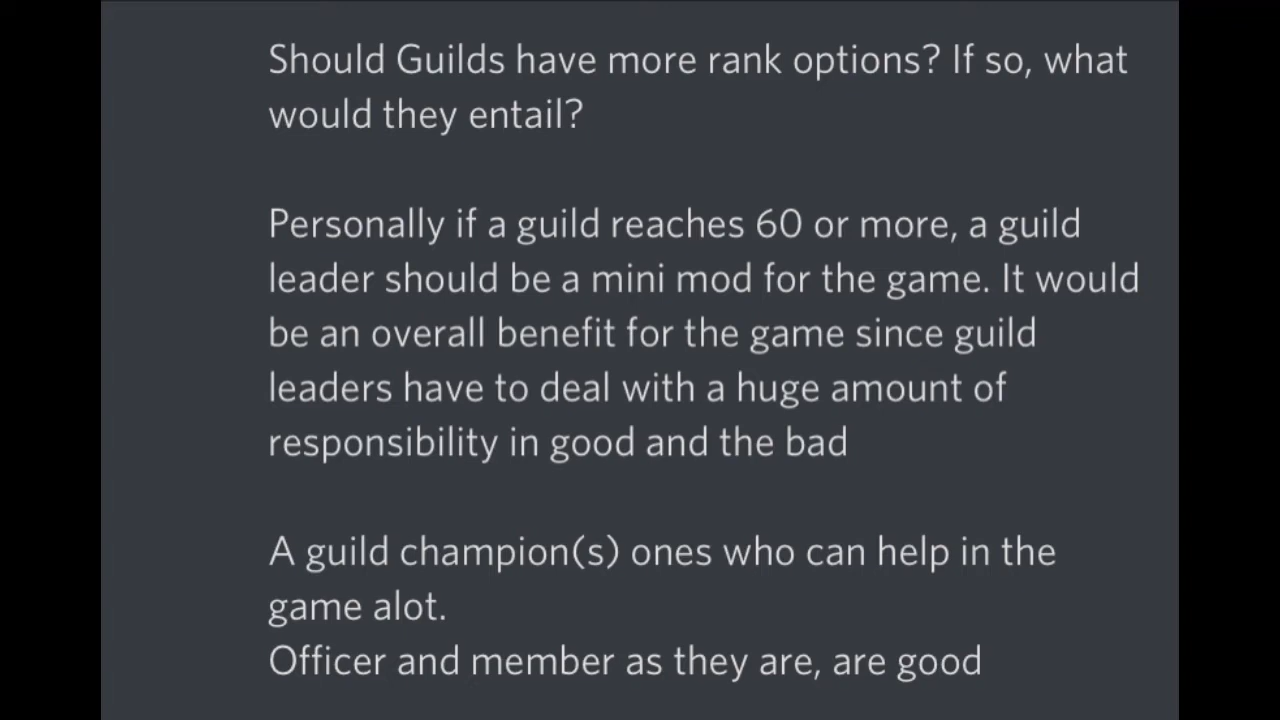 Should Guilds have more rank options? If so, what
would they entail?
Personally if a guild reaches 60 or more, a guild
leader should be a mini mod for the game. It would
be an overall benefit for the game since guild
leaders have to deal with a huge amount of
responsibility in good and the bad
A guild champion(s) ones who can help in the
game alot.
Officer and member as they are, are good